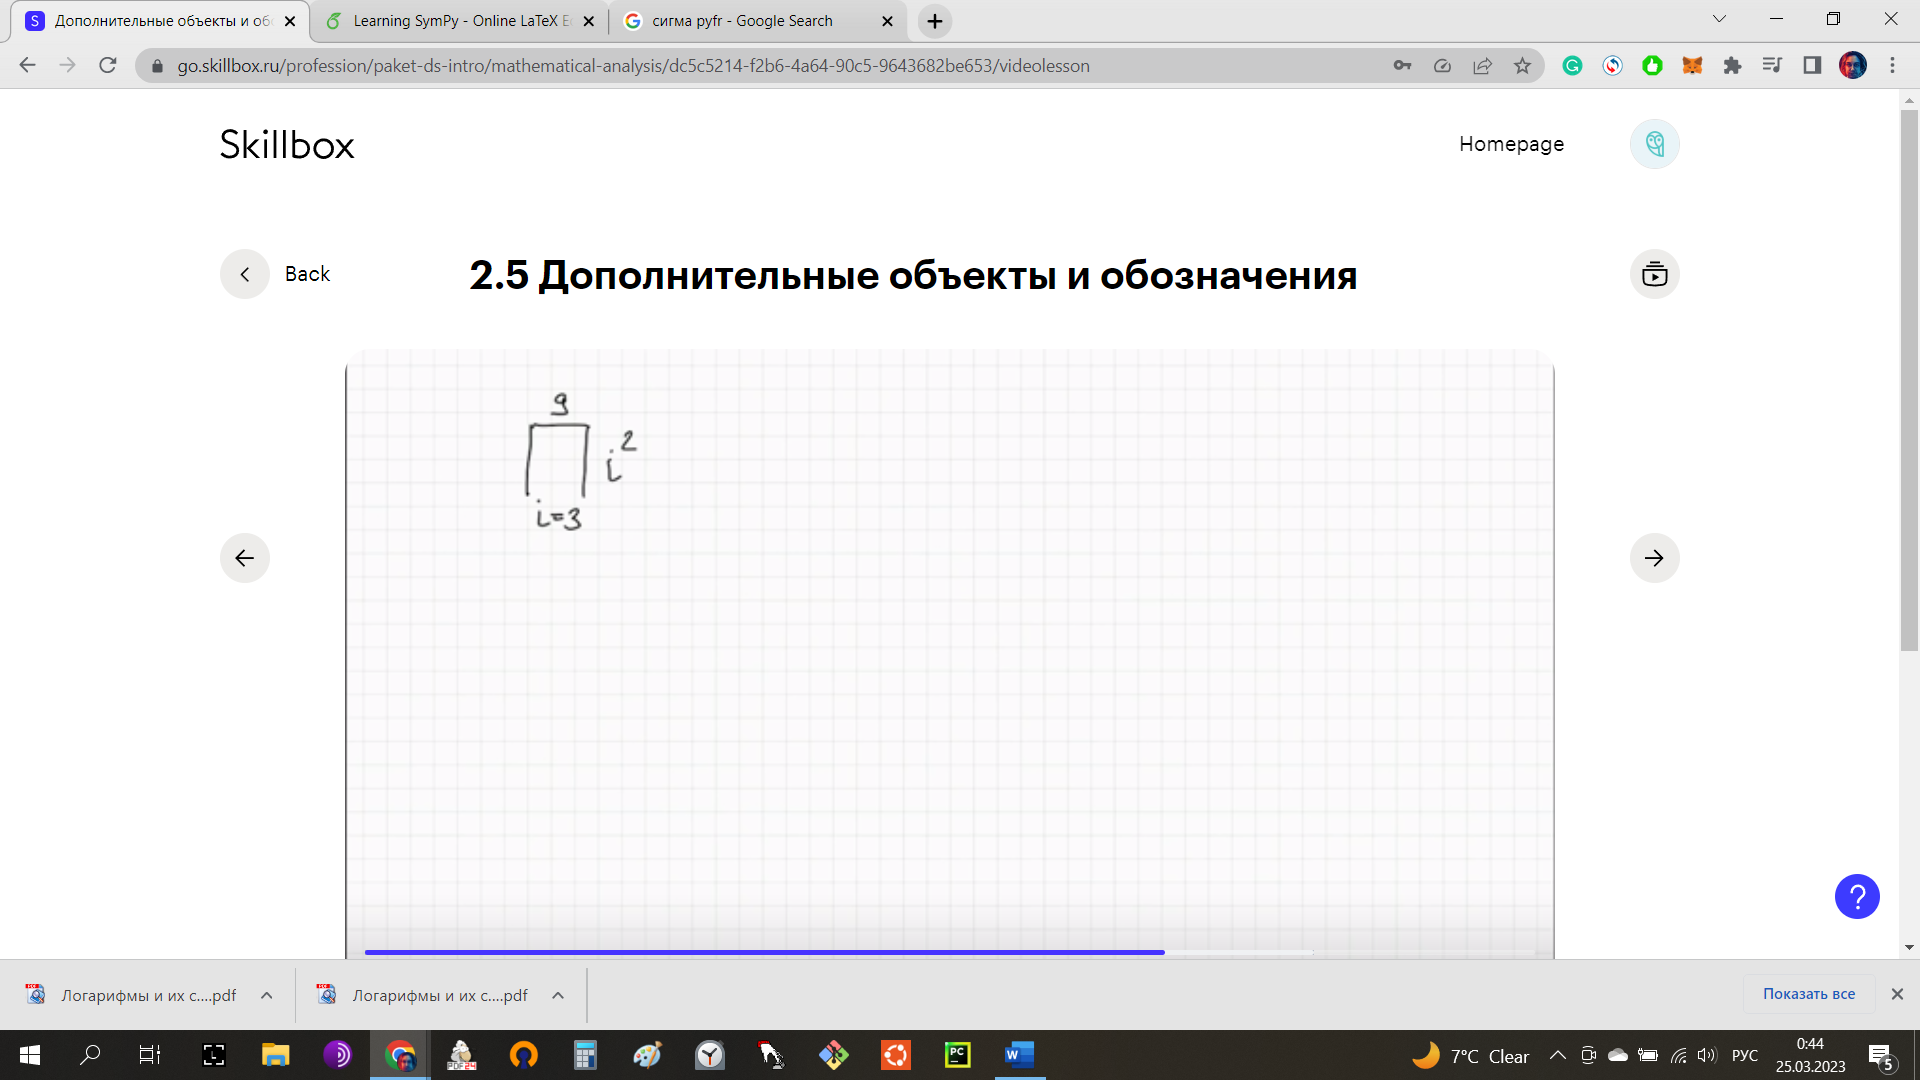 Дополнительные объекты и об
Learning SymPy - Online LaTeX E
сигма pyfr - Google Search
go.skillbox.ru/profession/paket-ds-intro/mathematical-analysis/dc5c5214-f2b6-4a64-90c5-9643682be653/videolesson
Skillbox
Homepage
Back
2.5 Дополнительные объекты и обозначения
9
i²
i=3
?
Логарифмы и их с....pdf
Логарифмы и их с....pdf
Показать все
7°C Clear
РУС
0:44
25.03.2023
5